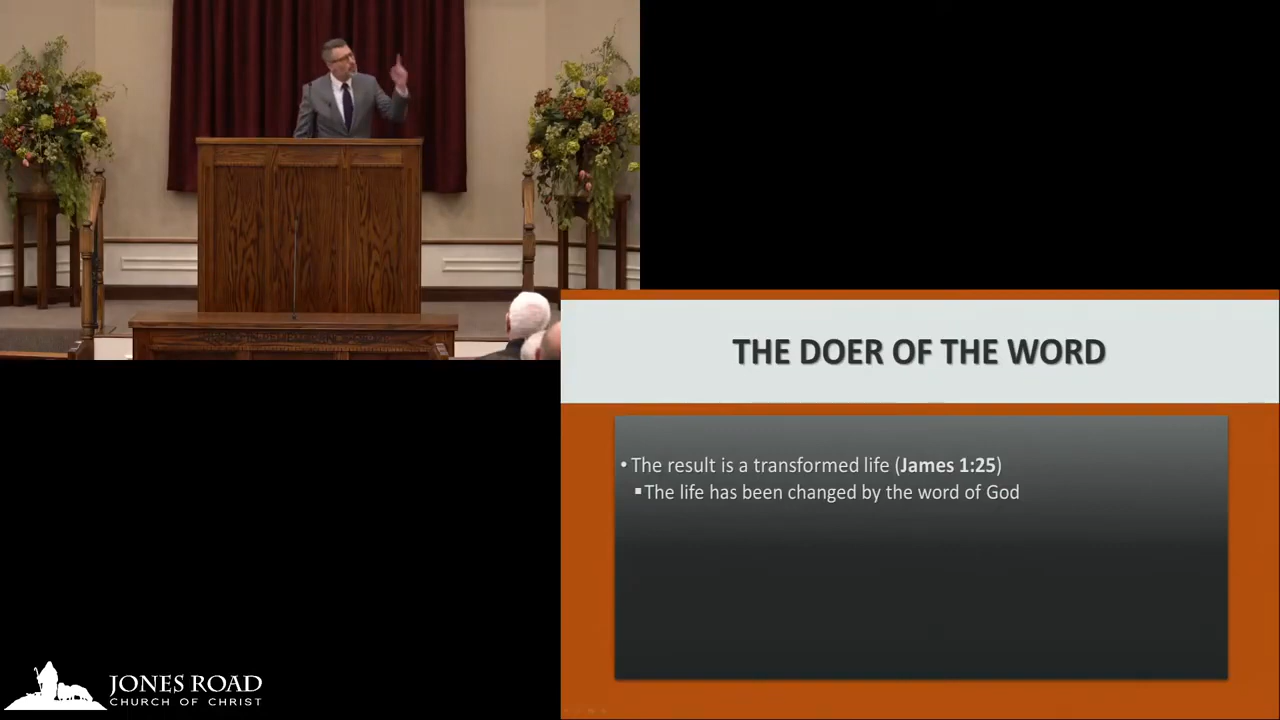 THE DOER OF THE WORD
• The result is a transformed life (James 1:25)
▪ The life has been changed by the word of God
JONES ROAD
CHURCH OF CHRIST